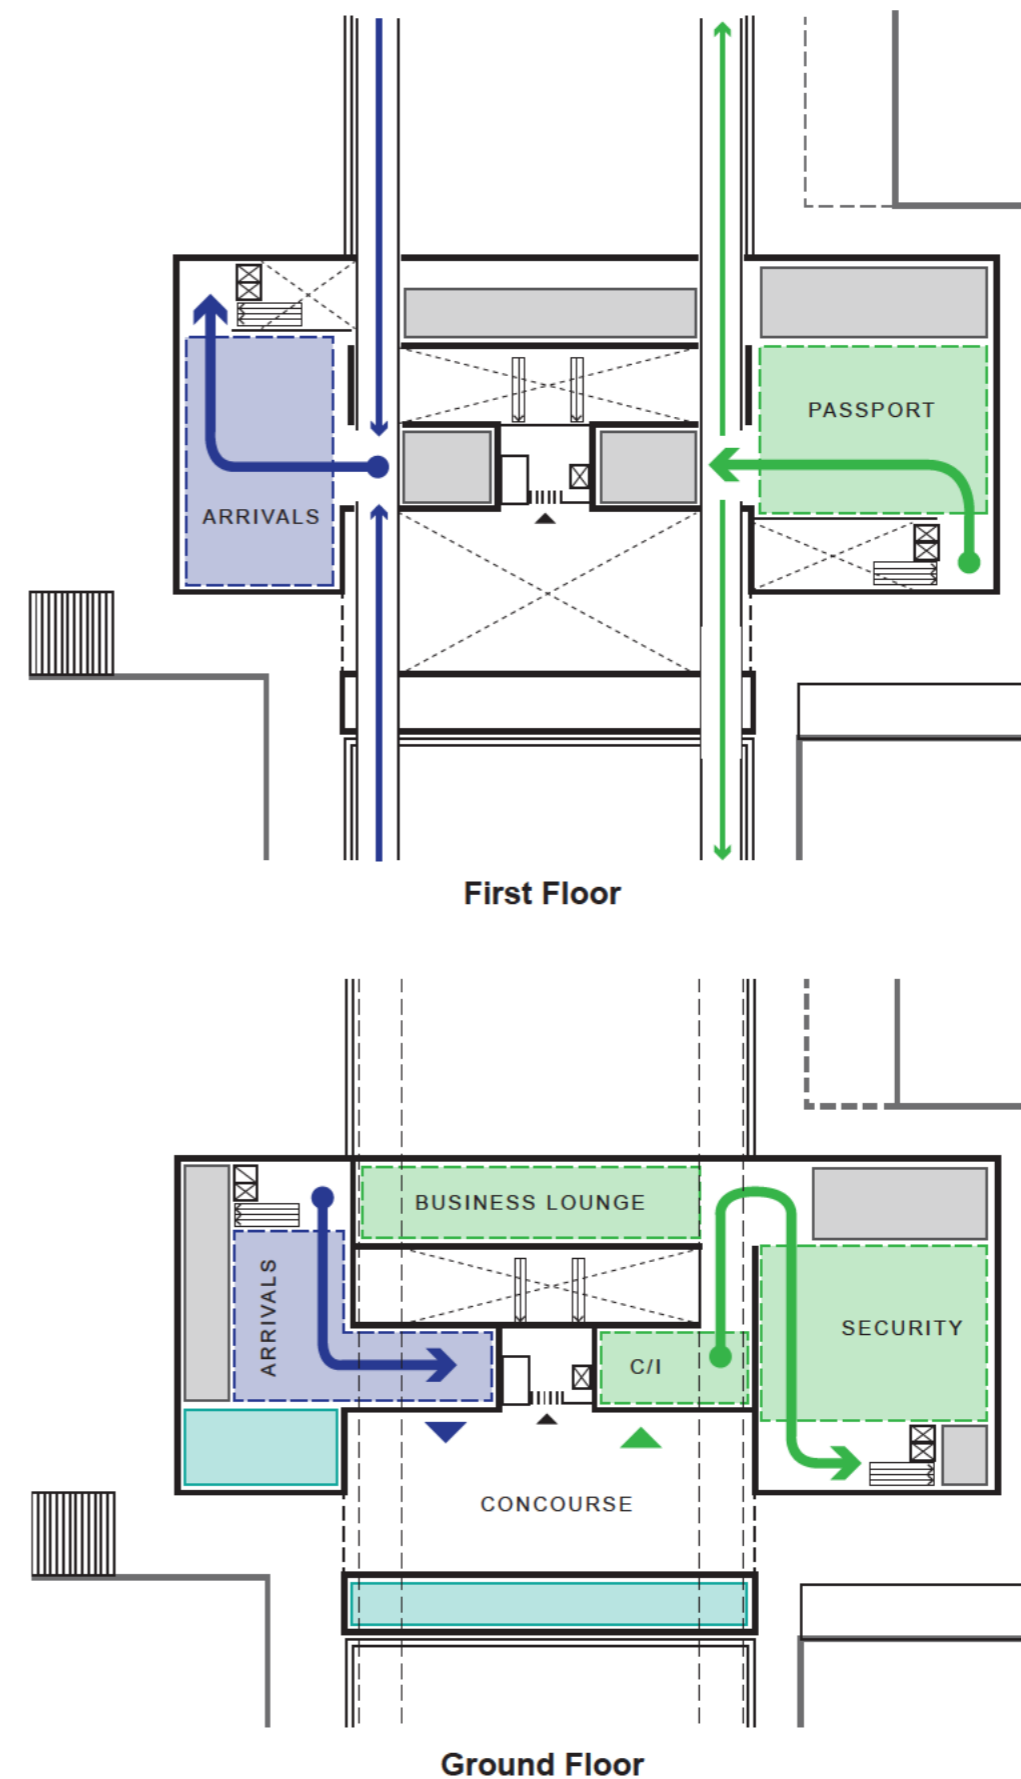 PASSPORT
ARRIVALS
First Floor
BUSINESS LOUNGE
ARRIVALS
SECURITY
C/I
CONCOURSE
Ground Floor